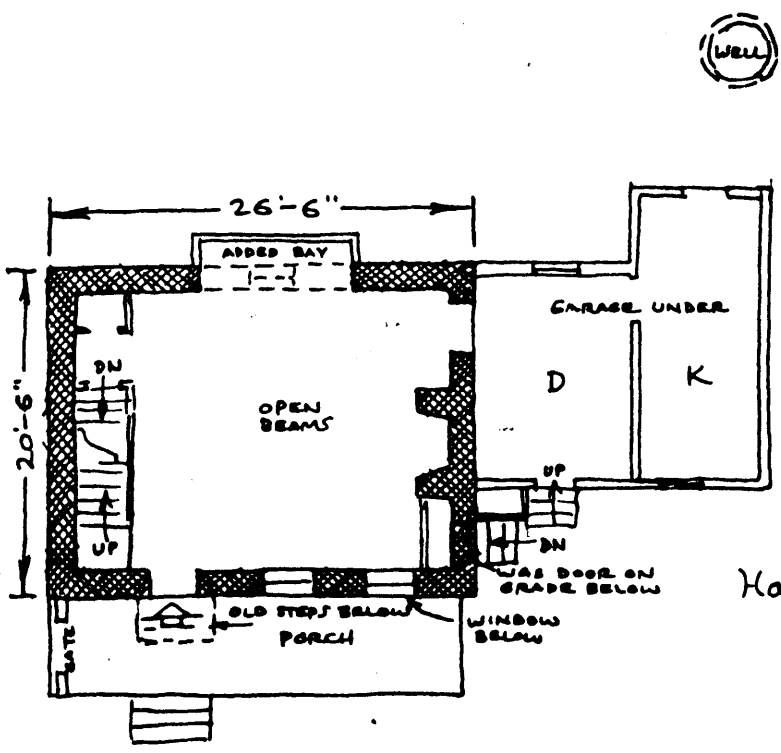 WELL
26'-6"
ADDED BAY
GARAGE UNDER
DN
D
K
20'-6"
OPEN
BEAMS
UP
UP
DN
WAS DOOR ON
GRADE BELOW
Ho
OLD STEPS BELOW
WINDOW
BELOW
PORCH
GATE